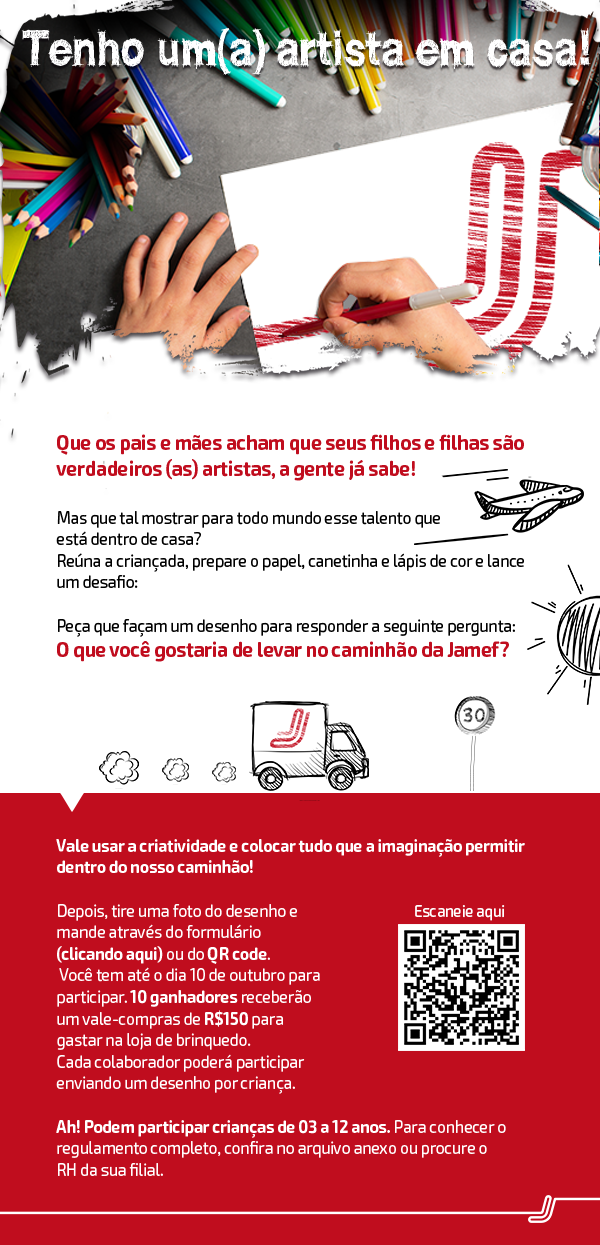 Tenho um(a) artista em casa!
Que os pais e mães acham que seus filhos e filhas são
verdadeiros (as) artistas, a gente já sabe!
Mas que tal mostrar para todo mundo esse talento que
está dentro de casa?
Reúna a criançada, prepare o papel, canetinha e lápis de cor e lance
um desafio:
Peça que façam um desenho para responder a seguinte pergunta:
O que você gostaria de levar no caminhão da Jamef?
30
Vale usar a criatividade e colocar tudo que a imaginação permitir
dentro do nosso caminhão!
Depois, tire uma foto do desenho e
mande através do formulário
(clicando aqui) ou do QR code.
Você tem até o dia 10 de outubro para
participar. 10 ganhadores receberão
um vale-compras de R$150 para
gastar na loja de brinquedo.
Cada colaborador poderá participar
enviando um desenho por criança.
Escaneie aqui
Ah! Podem participar crianças de 03 a 12 anos. Para conhecer o
regulamento completo, confira no arquivo anexo ou procure o
RH da sua filial.